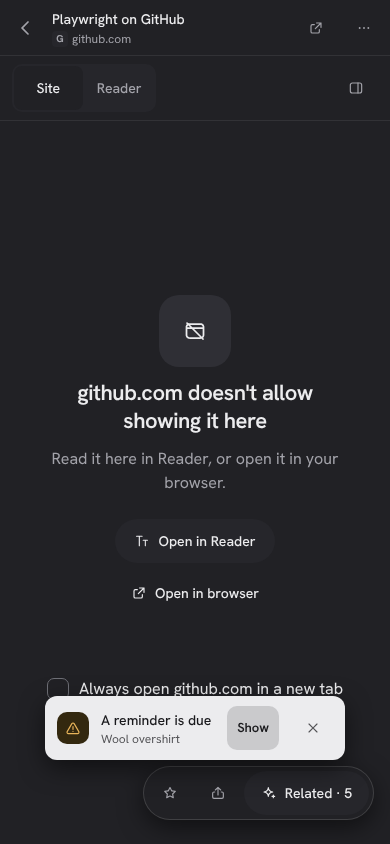 Playwright on GitHub
G github.com
Site Reader
github.com doesn't allow
showing it here
Read it here in Reader, or open it in your
browser.
Tт Open in Reader
Open in browser
Always open github.com in a new tab
A reminder is due
Wool overshirt
Show
Related · 5